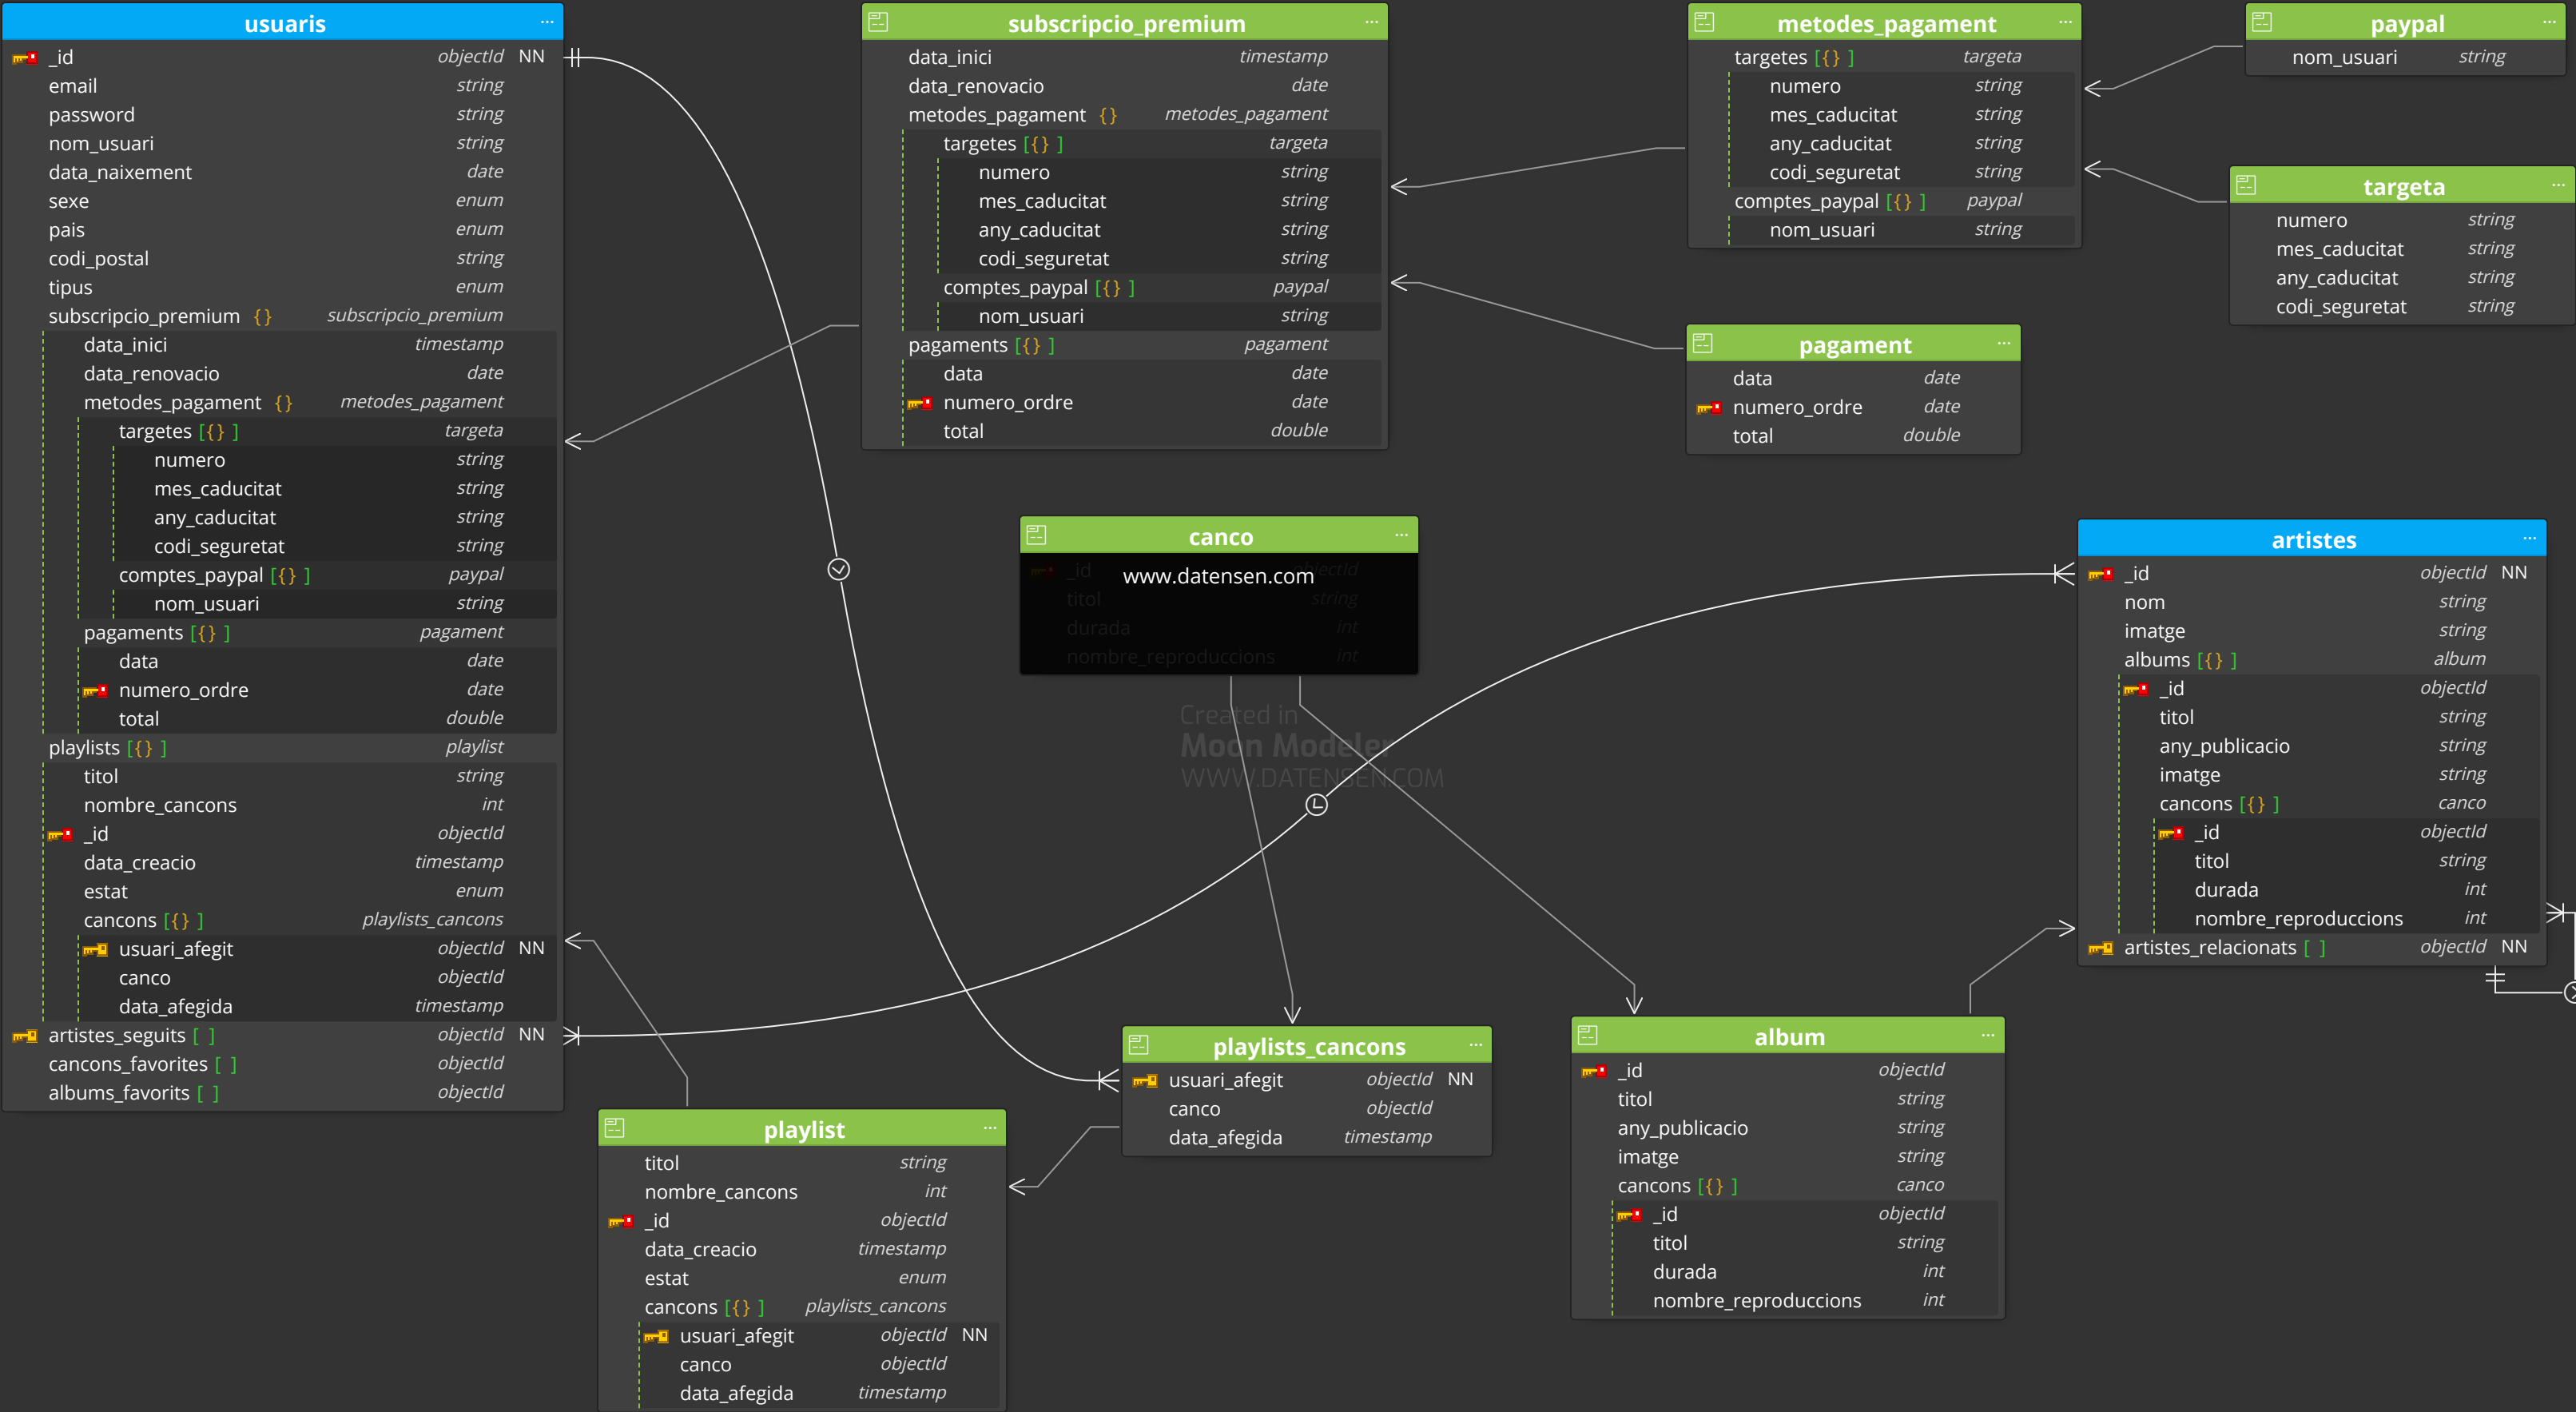 usuaris
_id objectId NN
email string
password string
nom_usuari string
data_naixement date
sexe enum
pais enum
codi_postal string
tipus enum
subscripcio_premium {} subscripcio_premium
data_inici timestamp
data_renovacio date
metodes_pagament {} metodes_pagament
targetes [{} ] targeta
numero string
mes_caducitat string
any_caducitat string
codi_seguretat string
comptes_paypal [{} ] paypal
nom_usuari string
pagaments [{} ] pagament
data date
numero_ordre date
total double
playlists [{} ] playlist
titol string
nombre_cancons int
_id objectId
data_creacio timestamp
estat enum
cancons [{} ] playlists_cancons
usuari_afegit objectId NN
canco objectId
data_afegida timestamp
artistes_seguits [ ] objectId NN
cancons_favorites [ ] objectId
albums_favorits [ ] objectId
subscripcio_premium
data_inici timestamp
data_renovacio date
metodes_pagament {} metodes_pagament
targetes [{} ] targeta
numero string
mes_caducitat string
any_caducitat string
codi_seguretat string
comptes_paypal [{} ] paypal
nom_usuari string
pagaments [{} ] pagament
data date
numero_ordre date
total double
metodes_pagament
targetes [{} ] targeta
numero string
mes_caducitat string
any_caducitat string
codi_seguretat string
comptes_paypal [{} ] paypal
nom_usuari string
paypal
nom_usuari string
targeta
numero string
mes_caducitat string
any_caducitat string
codi_seguretat string
pagament
data date
numero_ordre date
total double
canco
_id objectId
www.datensen.com
titol string
durada int
nombre_reproduccions int
Created in
Moon Modeler
WWW.DATENSEN.COM
artistes
_id objectId NN
nom string
imatge string
albums [{} ] album
_id objectId
titol string
any_publicacio string
imatge string
cancons [{} ] canco
_id objectId
titol string
durada int
nombre_reproduccions int
artistes_relacionats [ ] objectId NN
playlists_cancons
usuari_afegit objectId NN
canco objectId
data_afegida timestamp
album
_id objectId
titol string
any_publicacio string
imatge string
cancons [{} ] canco
_id objectId
titol string
durada int
nombre_reproduccions int
playlist
titol string
nombre_cancons int
_id objectId
data_creacio timestamp
estat enum
cancons [{} ] playlists_cancons
usuari_afegit objectId NN
canco objectId
data_afegida timestamp